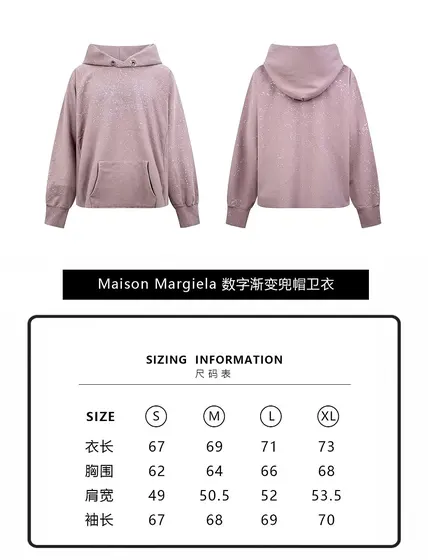 Maison Margiela 数字渐变兜帽卫衣
SIZING INFORMATION
尺码表
SIZE S M L XL
衣长 67 69 71 73
胸围 62 64 66 68
肩宽 49 50.5 52 53.5
袖长 67 68 69 70